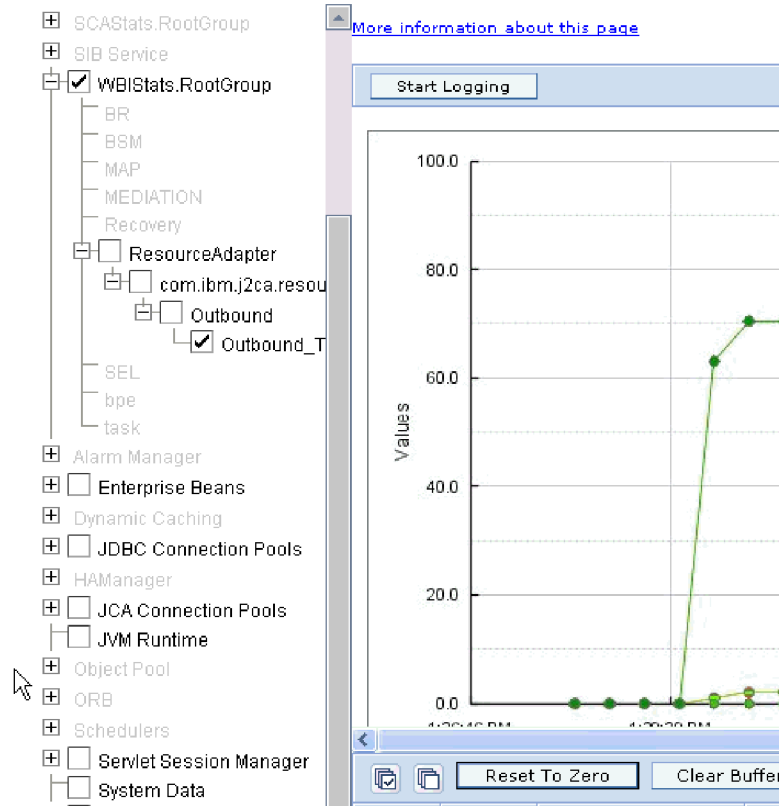 SCAStats.RootGroup
SIB Service
WBIStats.RootGroup
BR
BSM
MAP
MEDIATION
Recovery
ResourceAdapter
com.ibm.j2ca.resou
Outbound
Outbound_T
SEL
bpe
task
Alarm Manager
Enterprise Beans
Dynamic Caching
JDBC Connection Pools
HAManager
JCA Connection Pools
JVM Runtime
Object Pool
ORB
Schedulers
Servlet Session Manager
System Data
More information about this page
Start Logging
100.0
80.0
60.0
40.0
20.0
0.0
Values
Reset To Zero
Clear Buffer